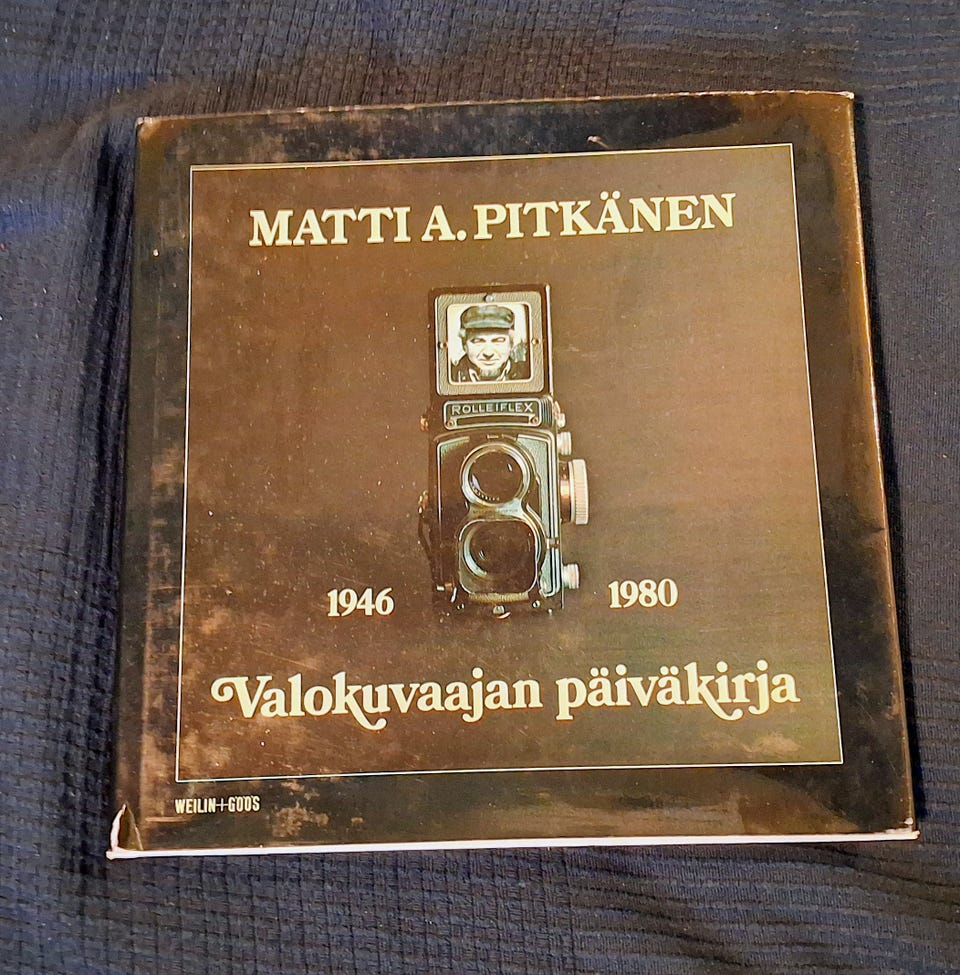 MATTI A. PITKÄNEN
ROLLEIFLEX
1946 1980
Valokuvaajan päiväkirja
WEILIN+GÖÖS